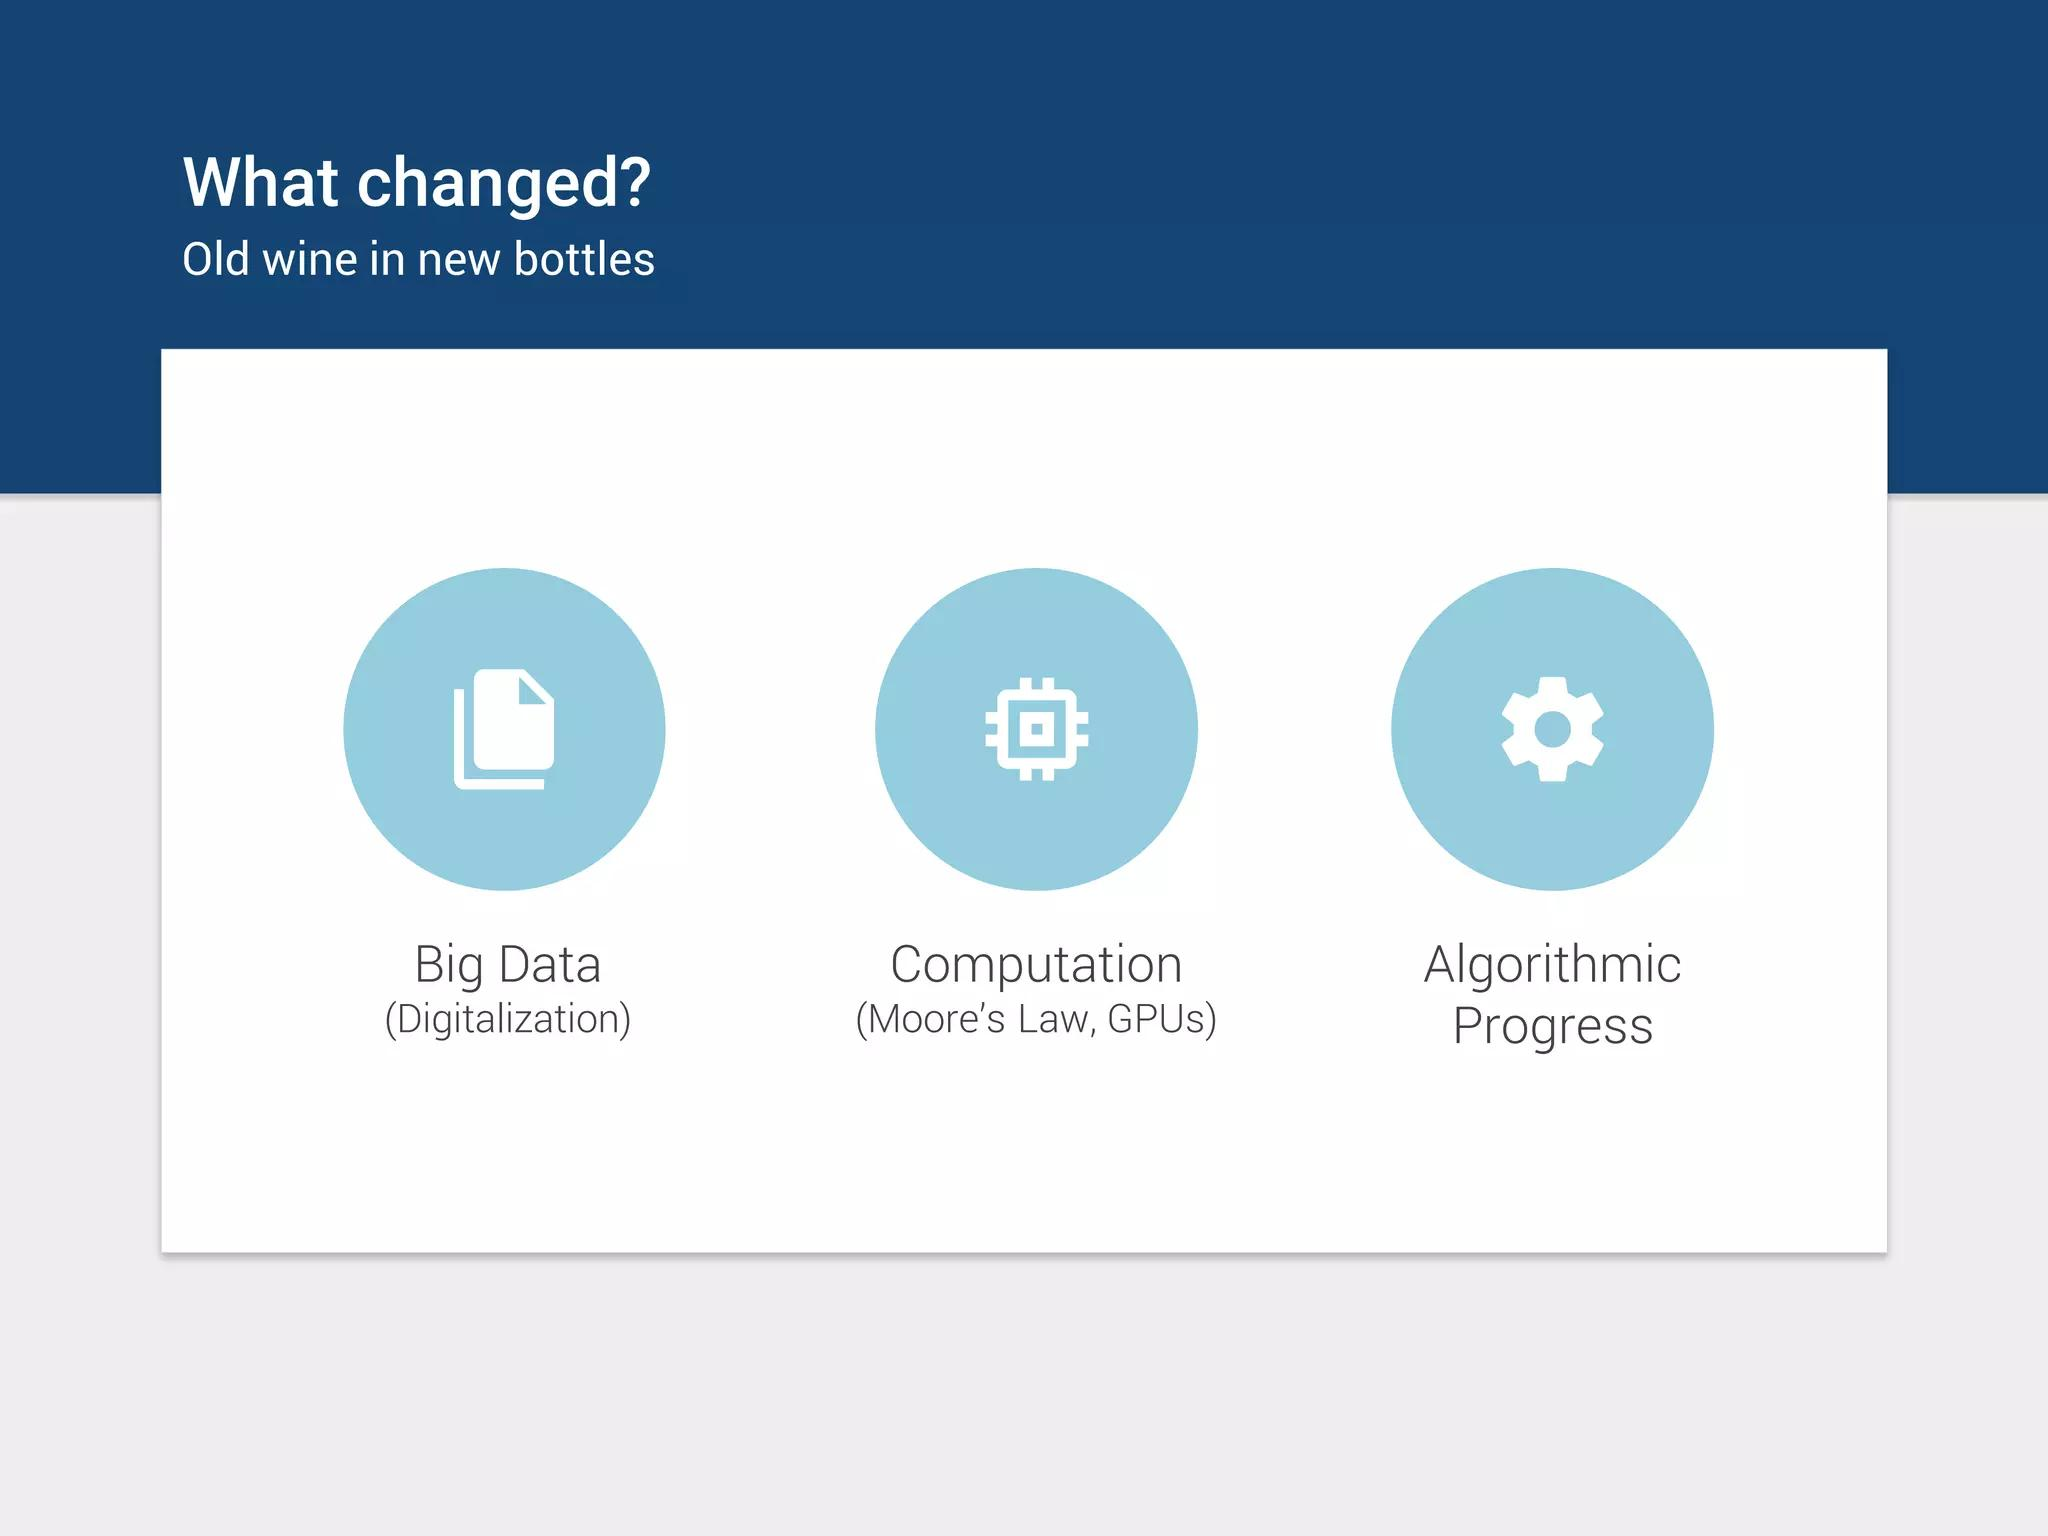 What changed?
Old wine in new bottles
Big Data
(Digitalization)
Computation
(Moore's Law, GPUs)
Algorithmic
Progress